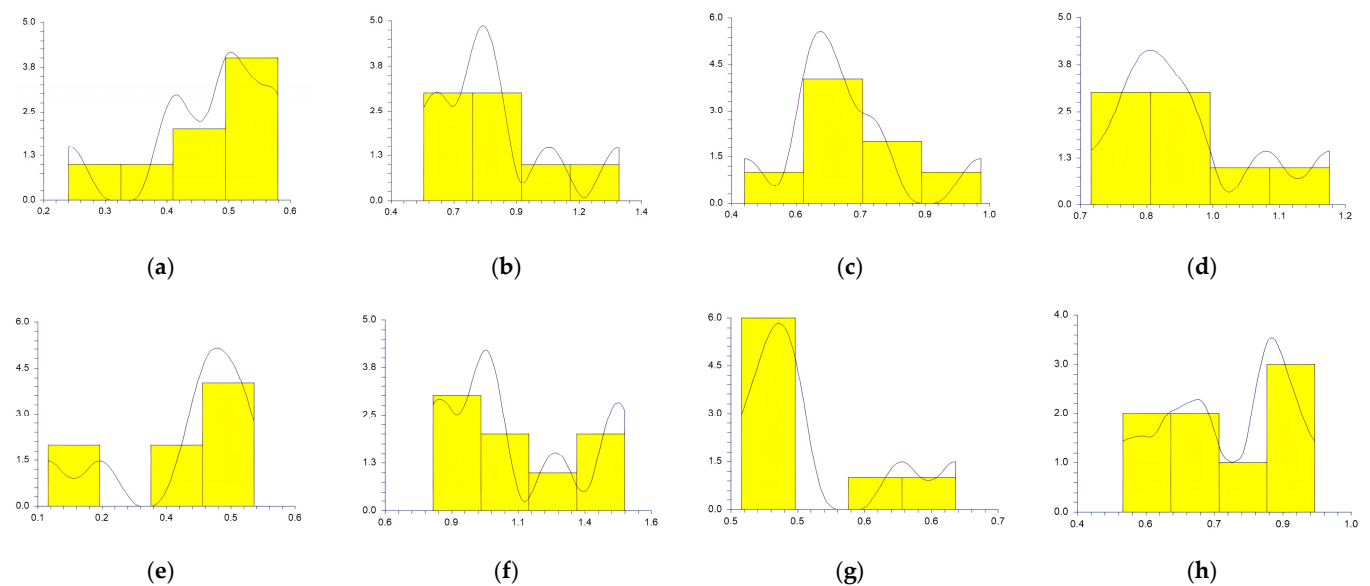 5.0 3.8 2.5 1.3 0.0
0.2 0.3 0.4 0.5 0.6
(a)
5.0 3.8 2.5 1.3 0.0
0.4 0.7 0.9 1.2 1.4
(b)
6.0 4.5 3.0 1.5 0.0
0.4 0.6 0.7 0.9 1.0
(c)
5.0 3.8 2.5 1.3 0.0
0.7 0.8 1.0 1.1 1.2
(d)
6.0 4.5 3.0 1.5 0.0
0.1 0.2 0.4 0.5 0.6
(e)
5.0 3.8 2.5 1.3 0.0
0.6 0.9 1.1 1.4 1.6
(f)
6.0 4.5 3.0 1.5 0.0
0.5 0.5 0.6 0.6 0.7
(g)
4.0 3.0 2.0 1.0 0.0
0.4 0.6 0.7 0.9 1.0
(h)